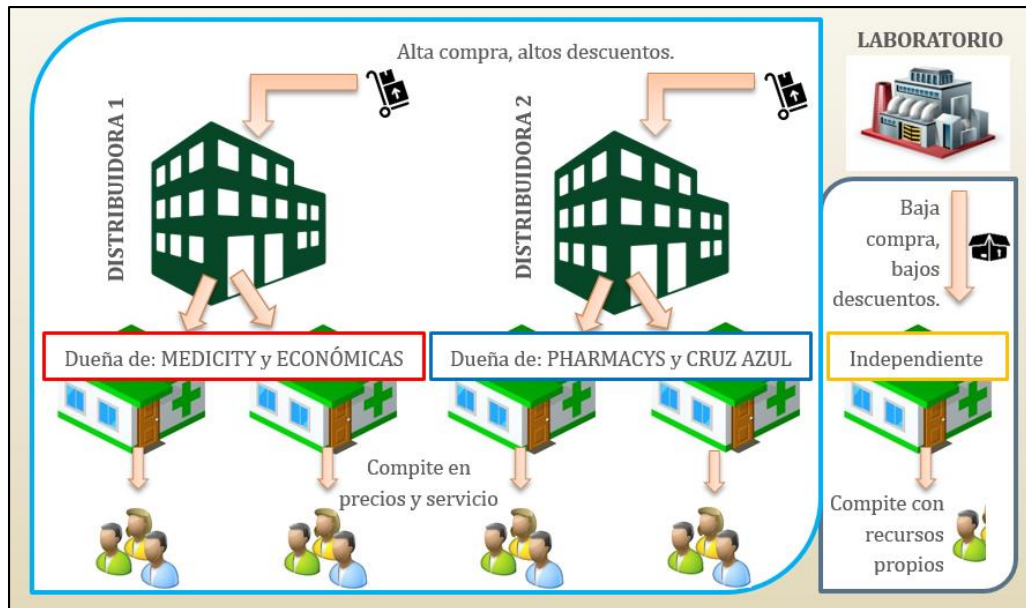 Alta compra, altos descuentos.
LABORATORIO
DISTRIBUIDORA 1
DISTRIBUIDORA 2
Baja
compra,
bajos
descuentos.
Dueña de: MEDICITY y ECONÓMICAS
Dueña de: PHARMACYS y CRUZ AZUL
Independiente
Compite en
precios y servicio
Compite con
recursos
propios